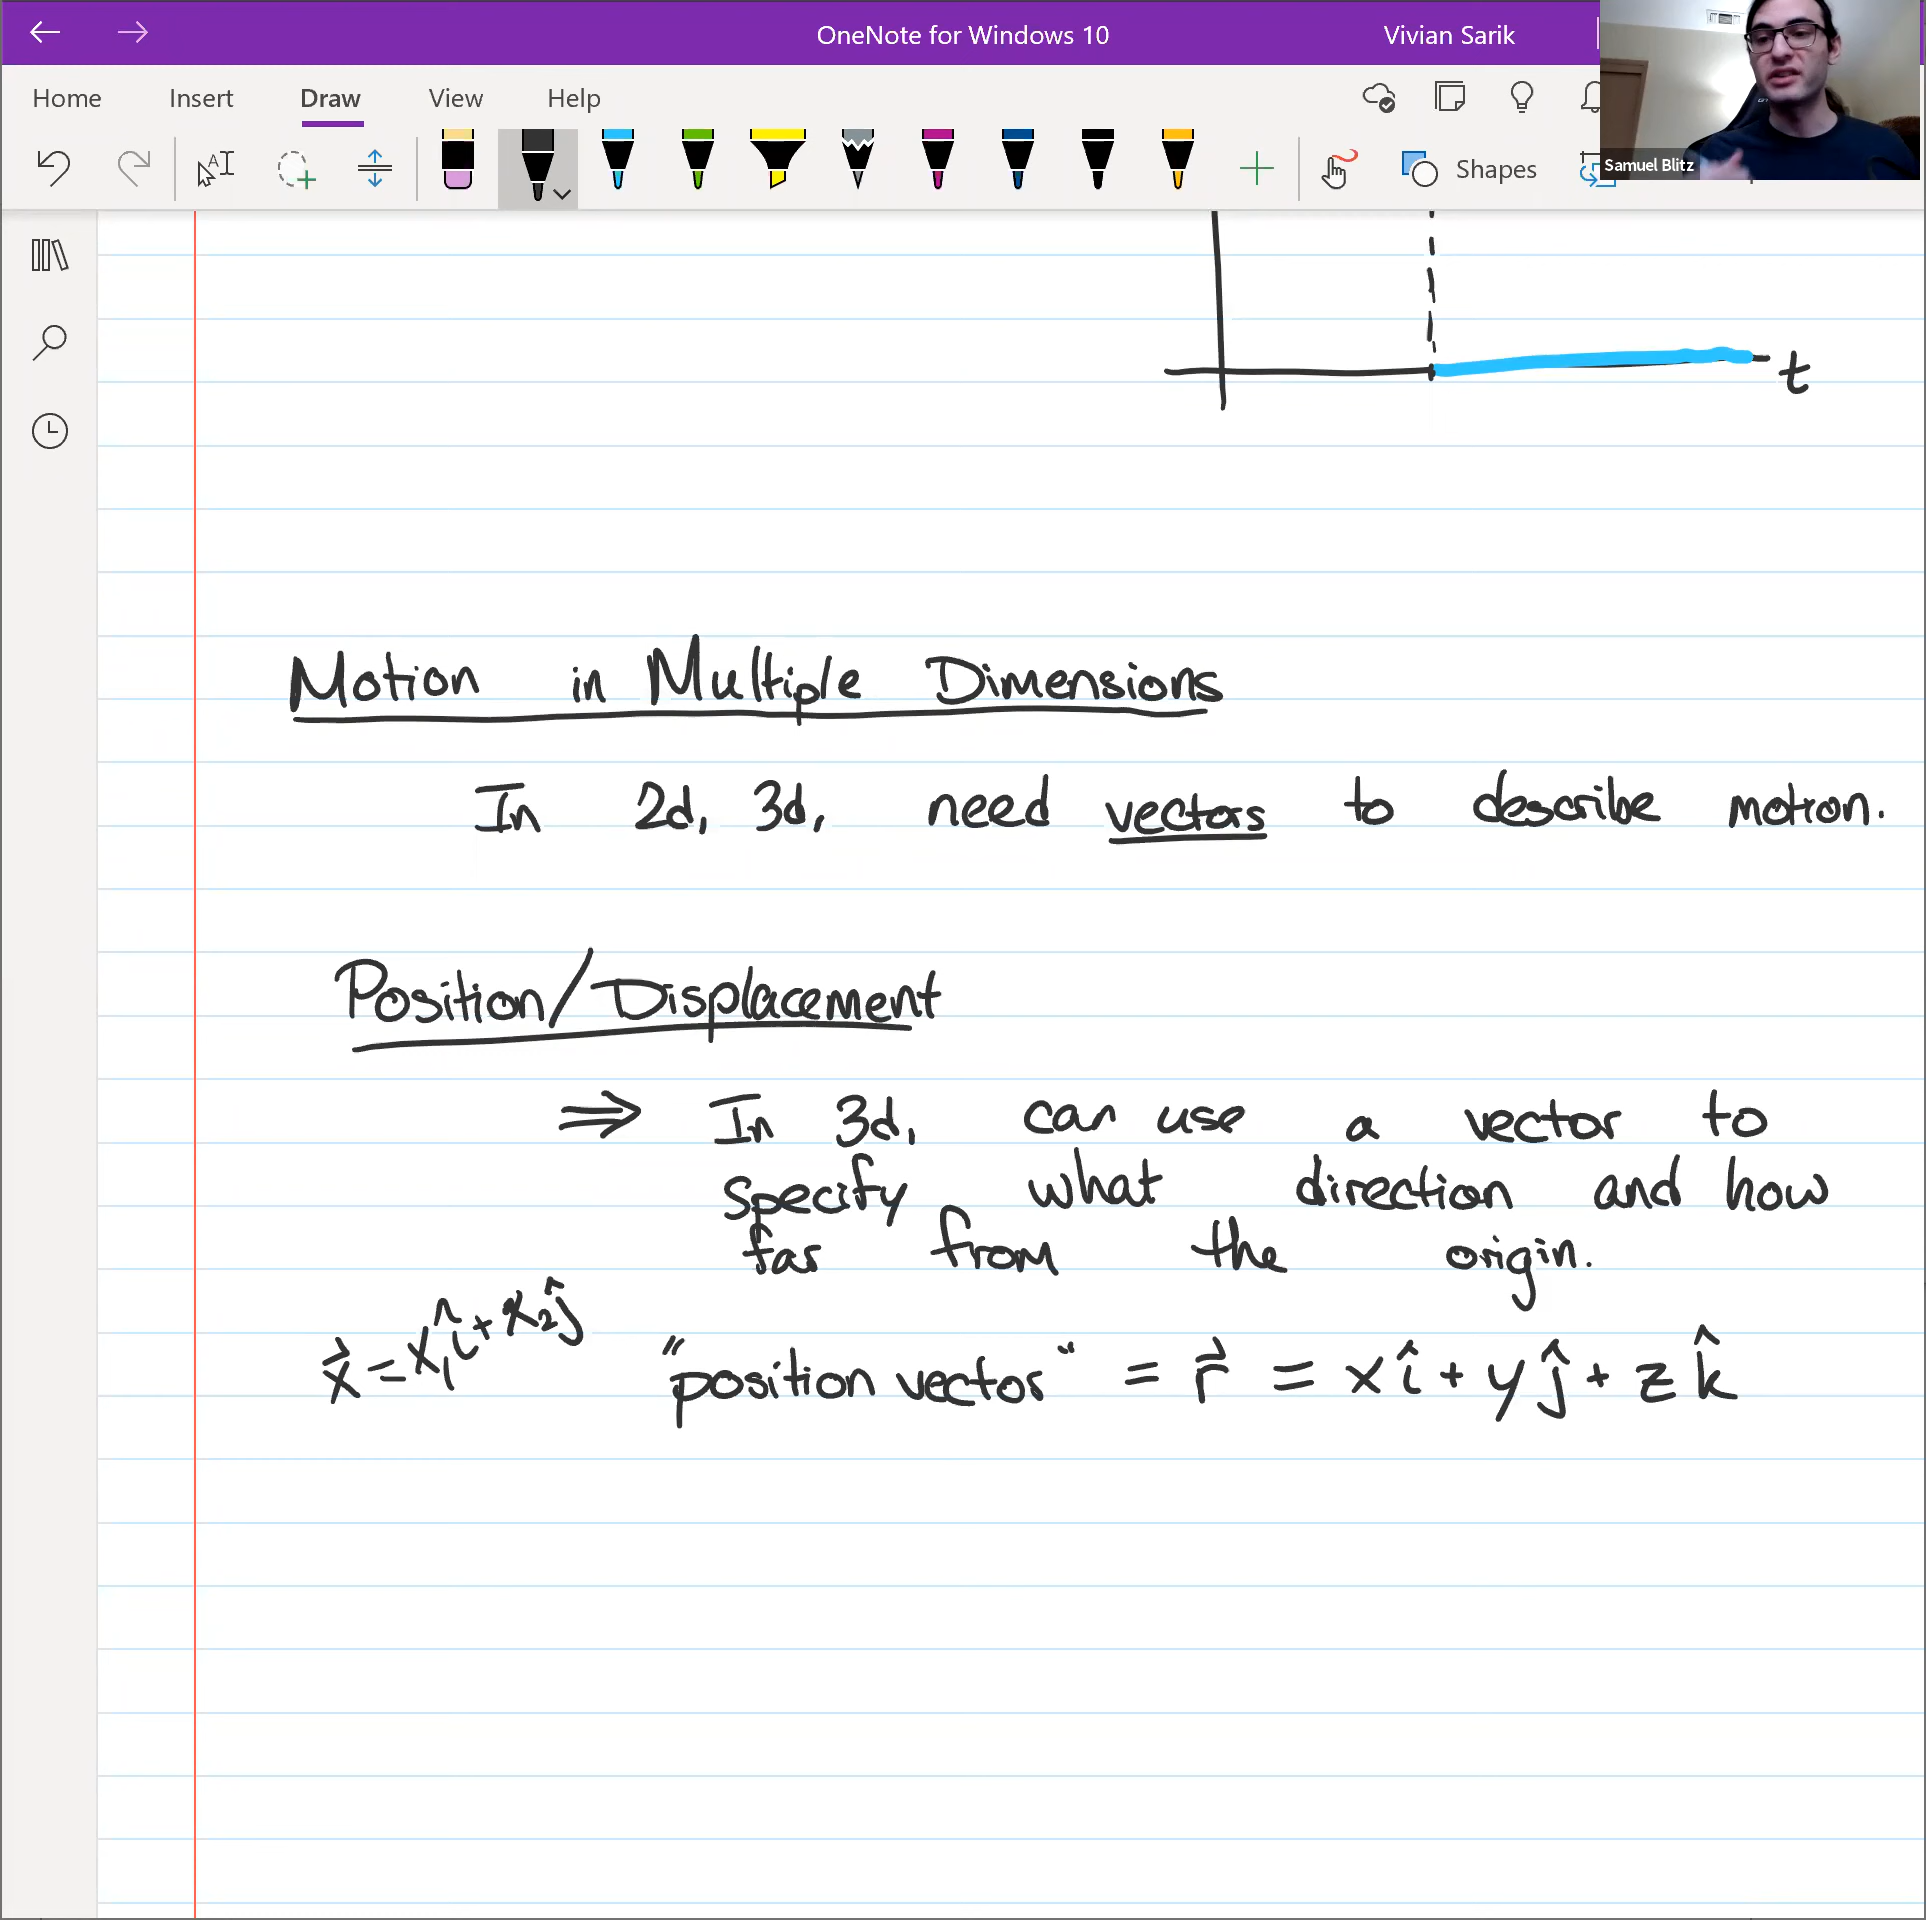 OneNote for Windows 10
Vivian Sarik
Home Insert Draw View Help
Shapes
Samuel Blitz
t
Motion in Multiple Dimensions
In 2d, 3d, need vectors to describe motion.
Position/Displacement
⇒ In 3d, can use a vector to
specify what direction and how
far from the origin.
x⃗ = x₁î + x₂ĵ
"position vector" = r⃗ = xî + yĵ + zk̂